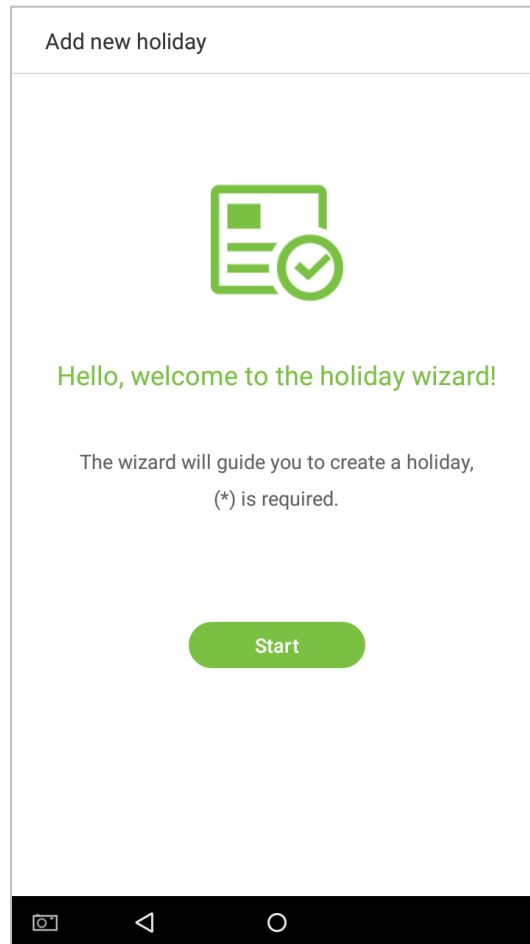 Add new holiday
Hello, welcome to the holiday wizard!
The wizard will guide you to create a holiday,
(*) is required.
Start